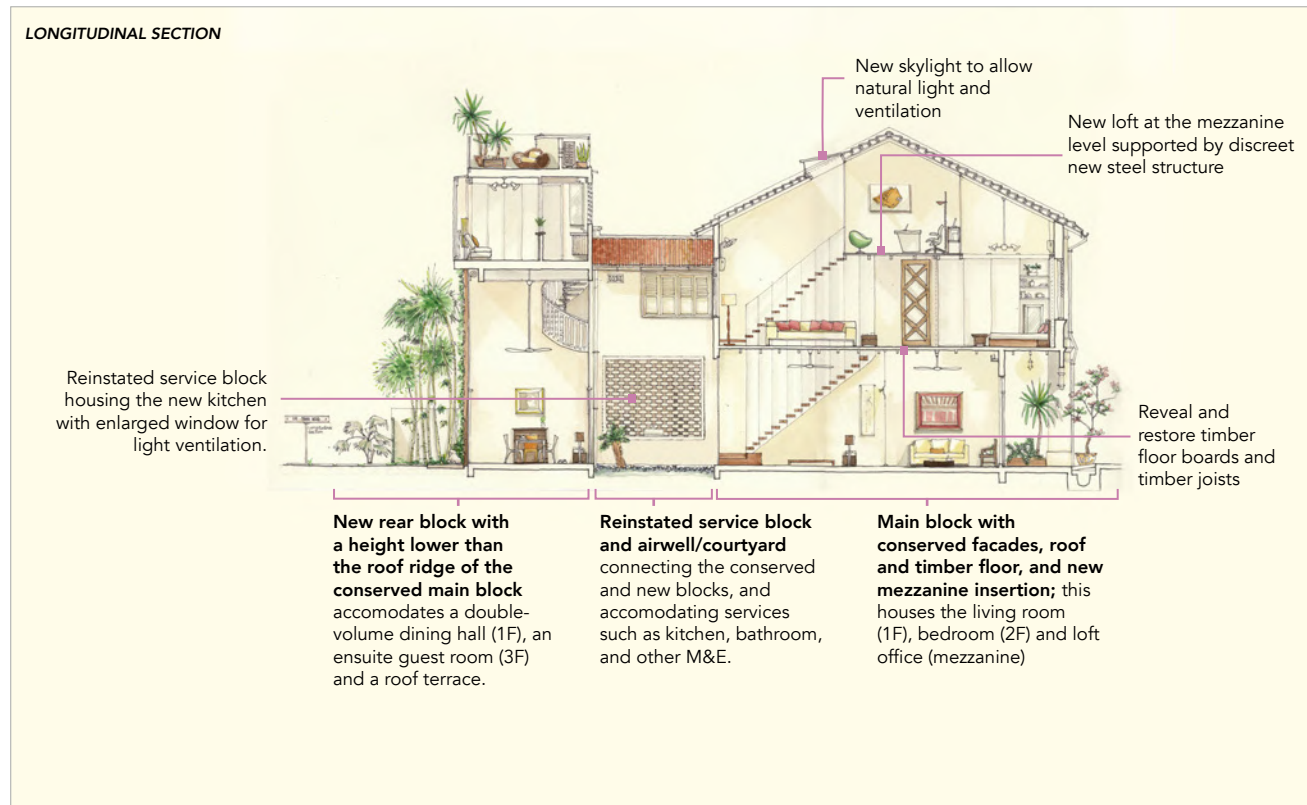 LONGITUDINAL SECTION
New skylight to allow
natural light and
ventilation
New loft at the mezzanine
level supported by discreet
new steel structure
Reinstated service block
housing the new kitchen
with enlarged window for
light ventilation.
Reveal and
restore timber
floor boards and
timber joists
New rear block with
a height lower than
the roof ridge of the
conserved main block
accomodates a double-
volume dining hall (1F), an
ensuite guest room (3F)
and a roof terrace.
Reinstated service block
and airwell/courtyard
connecting the conserved
and new blocks, and
accomodating services
such as kitchen, bathroom,
and other M&E.
Main block with
conserved facades, roof
and timber floor, and new
mezzanine insertion; this
houses the living room
(1F), bedroom (2F) and loft
office (mezzanine)